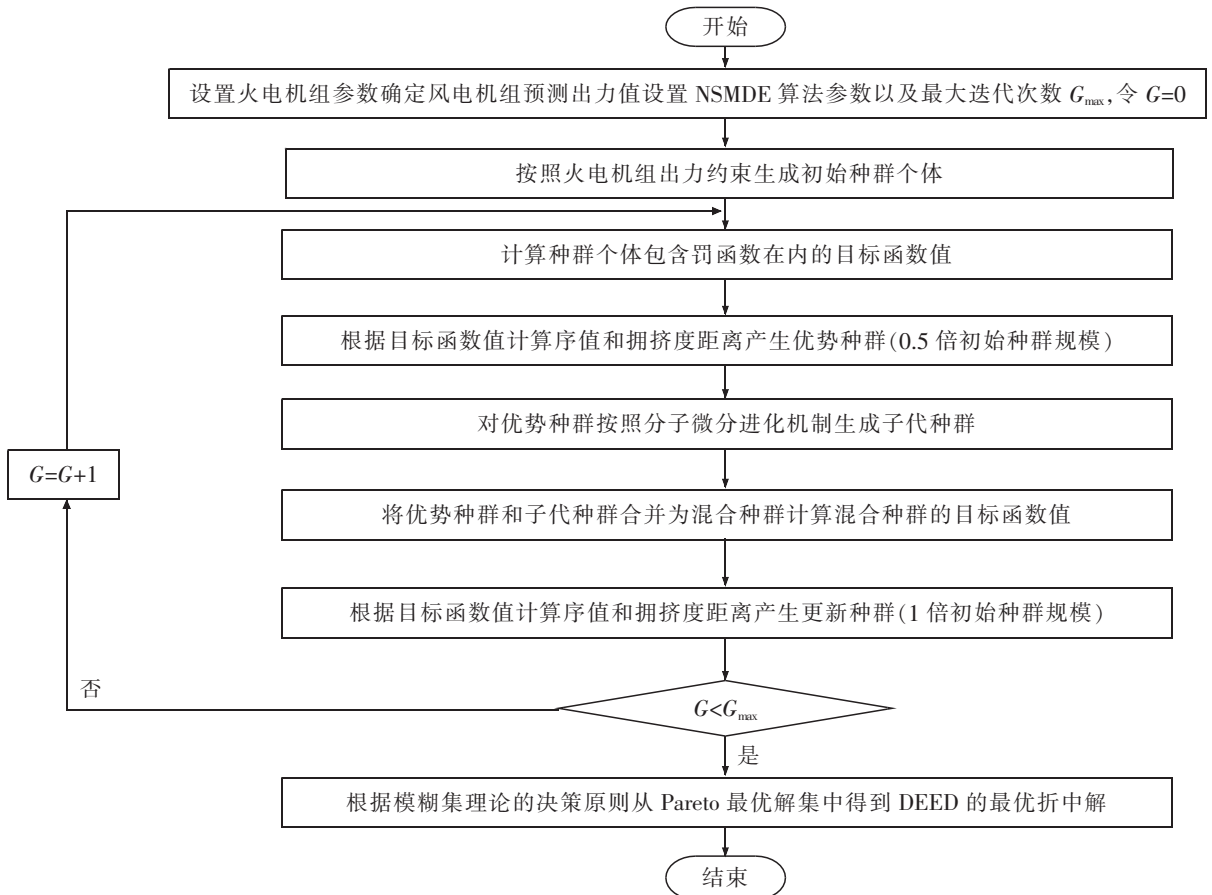 开始
设置火电机组参数确定风电机组预测出力值设置 NSMDE 算法参数以及最大迭代次数 Gmax,令 G=0
按照火电机组出力约束生成初始种群个体
计算种群个体包含罚函数在内的目标函数值
根据目标函数值计算序值和拥挤度距离产生优势种群(0.5 倍初始种群规模)
对优势种群按照分子微分进化机制生成子代种群
G=G+1
将优势种群和子代种群合并为混合种群计算混合种群的目标函数值
根据目标函数值计算序值和拥挤度距离产生更新种群(1 倍初始种群规模)
否
G<Gmax
是
根据模糊集理论的决策原则从 Pareto 最优解集中得到 DEED 的最优折中解
结束